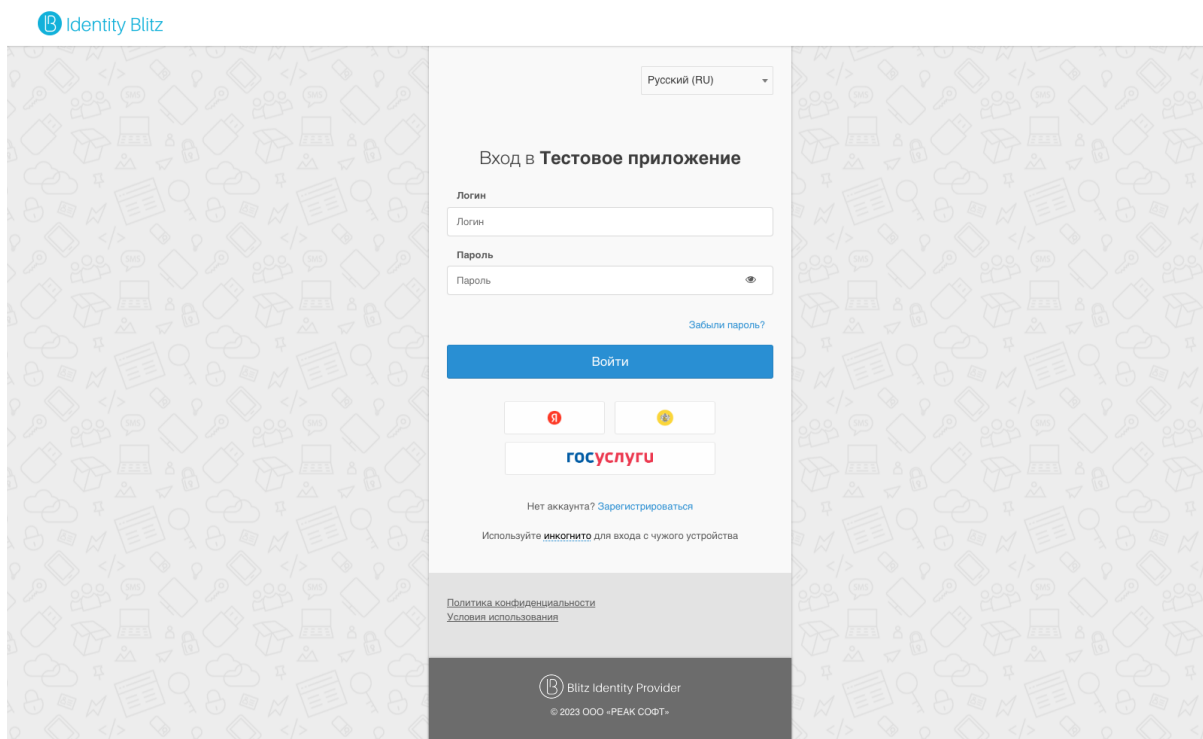 Identity Blitz
Русский (RU)
Вход в Тестовое приложение
Логин
Логин
Пароль
Пароль
Забыли пароль?
Войти
Я
госуслуги
Нет аккаунта? Зарегистрироваться
Используйте инкогнито для входа с чужого устройства
Политика конфиденциальности
Условия использования
Blitz Identity Provider
© 2023 ООО «РЕАК СОФТ»